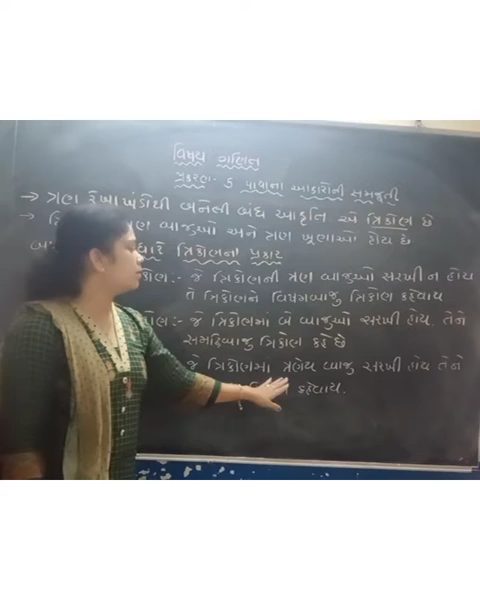 વિષય ગણિત
પ્રકરણ- 5 પાયાના આકારોની સમજૂતી
→ ત્રણ રેખાખંડોથી બનેલી બંધ આકૃતિ એ ત્રિકોણ છે
→ બાજુઓ અને ત્રણ ખૂણાઓ હોય છે
ત્રિકોણના પ્રકાર
કોણ:- જે ત્રિકોણની ત્રણ બાજુઓ સરખી ન હોય
તે ત્રિકોણને વિષમબાજુ ત્રિકોણ કહેવાય
કોણ:- જે ત્રિકોણમાં બે બાજુઓ સરખી હોય તેને
સમદ્વિબાજુ ત્રિકોણ કહે છે
જે ત્રિકોણમાં ત્રણેય બાજુ સરખી હોય તેને
કહેવાય.